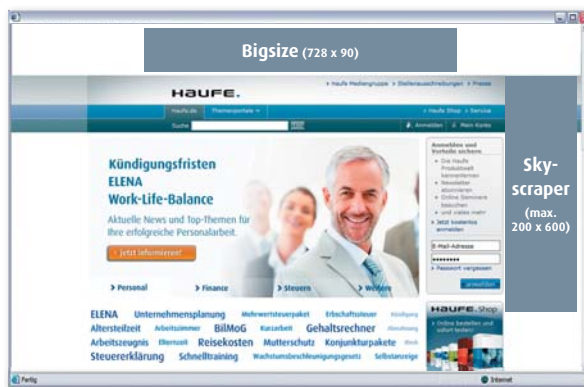 Bigsize (728 x 90)
› Haufe Mediengruppe › Stellenausschreibungen › Presse
HAUFE.
Haufe.de Themenportale
› Haufe Shop › Service
Suche
Anmelden Mein Konto
Kündigungsfristen
ELENA
Work-Life-Balance
Aktuelle News und Top-Themen für
Ihre erfolgreiche Personalarbeit.
› Jetzt informieren!
› Personal › Finance › Steuern › Weitere
Anmelden und
Vorteile sichern
› Die Haufe
Produktwelt
kennenlernen
› Newsletter
abonnieren
› Online Seminare
besuchen
› und vieles mehr
› Jetzt kostenlos
anmelden
E-Mail-Adresse
› Passwort vergessen
anmelden
Sky-
scraper
(max.
200 x 600)
ELENA Unternehmensplanung Mehrwertsteuerpaket Erbschaftssteuer Kündigung
Altersteilzeit Arbeitszimmer BilMoG Kurzarbeit Gehaltsrechner Abmahnung
Arbeitszeugnis Elternzeit Reisekosten Mutterschutz Konjunkturpakete
Steuererklärung Schnelltraining Wachstumsbeschleunigungsgesetz Selbstanzeige
HAUFE.Shop
› Online bestellen und
sofort testen!
Fertig
Internet